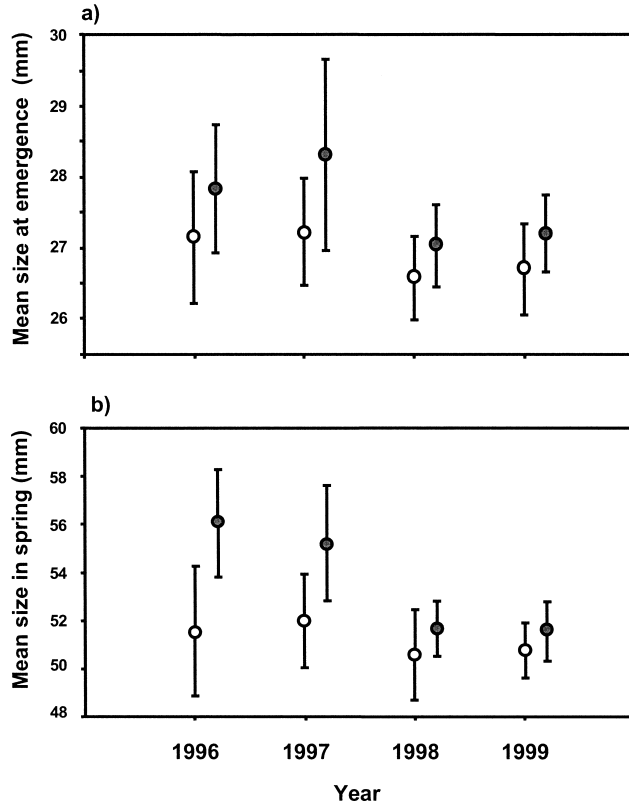 a)
Mean size at emergence (mm)
30
29
28
27
26
b)
Mean size in spring (mm)
60
58
56
54
52
50
48
1996 1997 1998 1999
Year